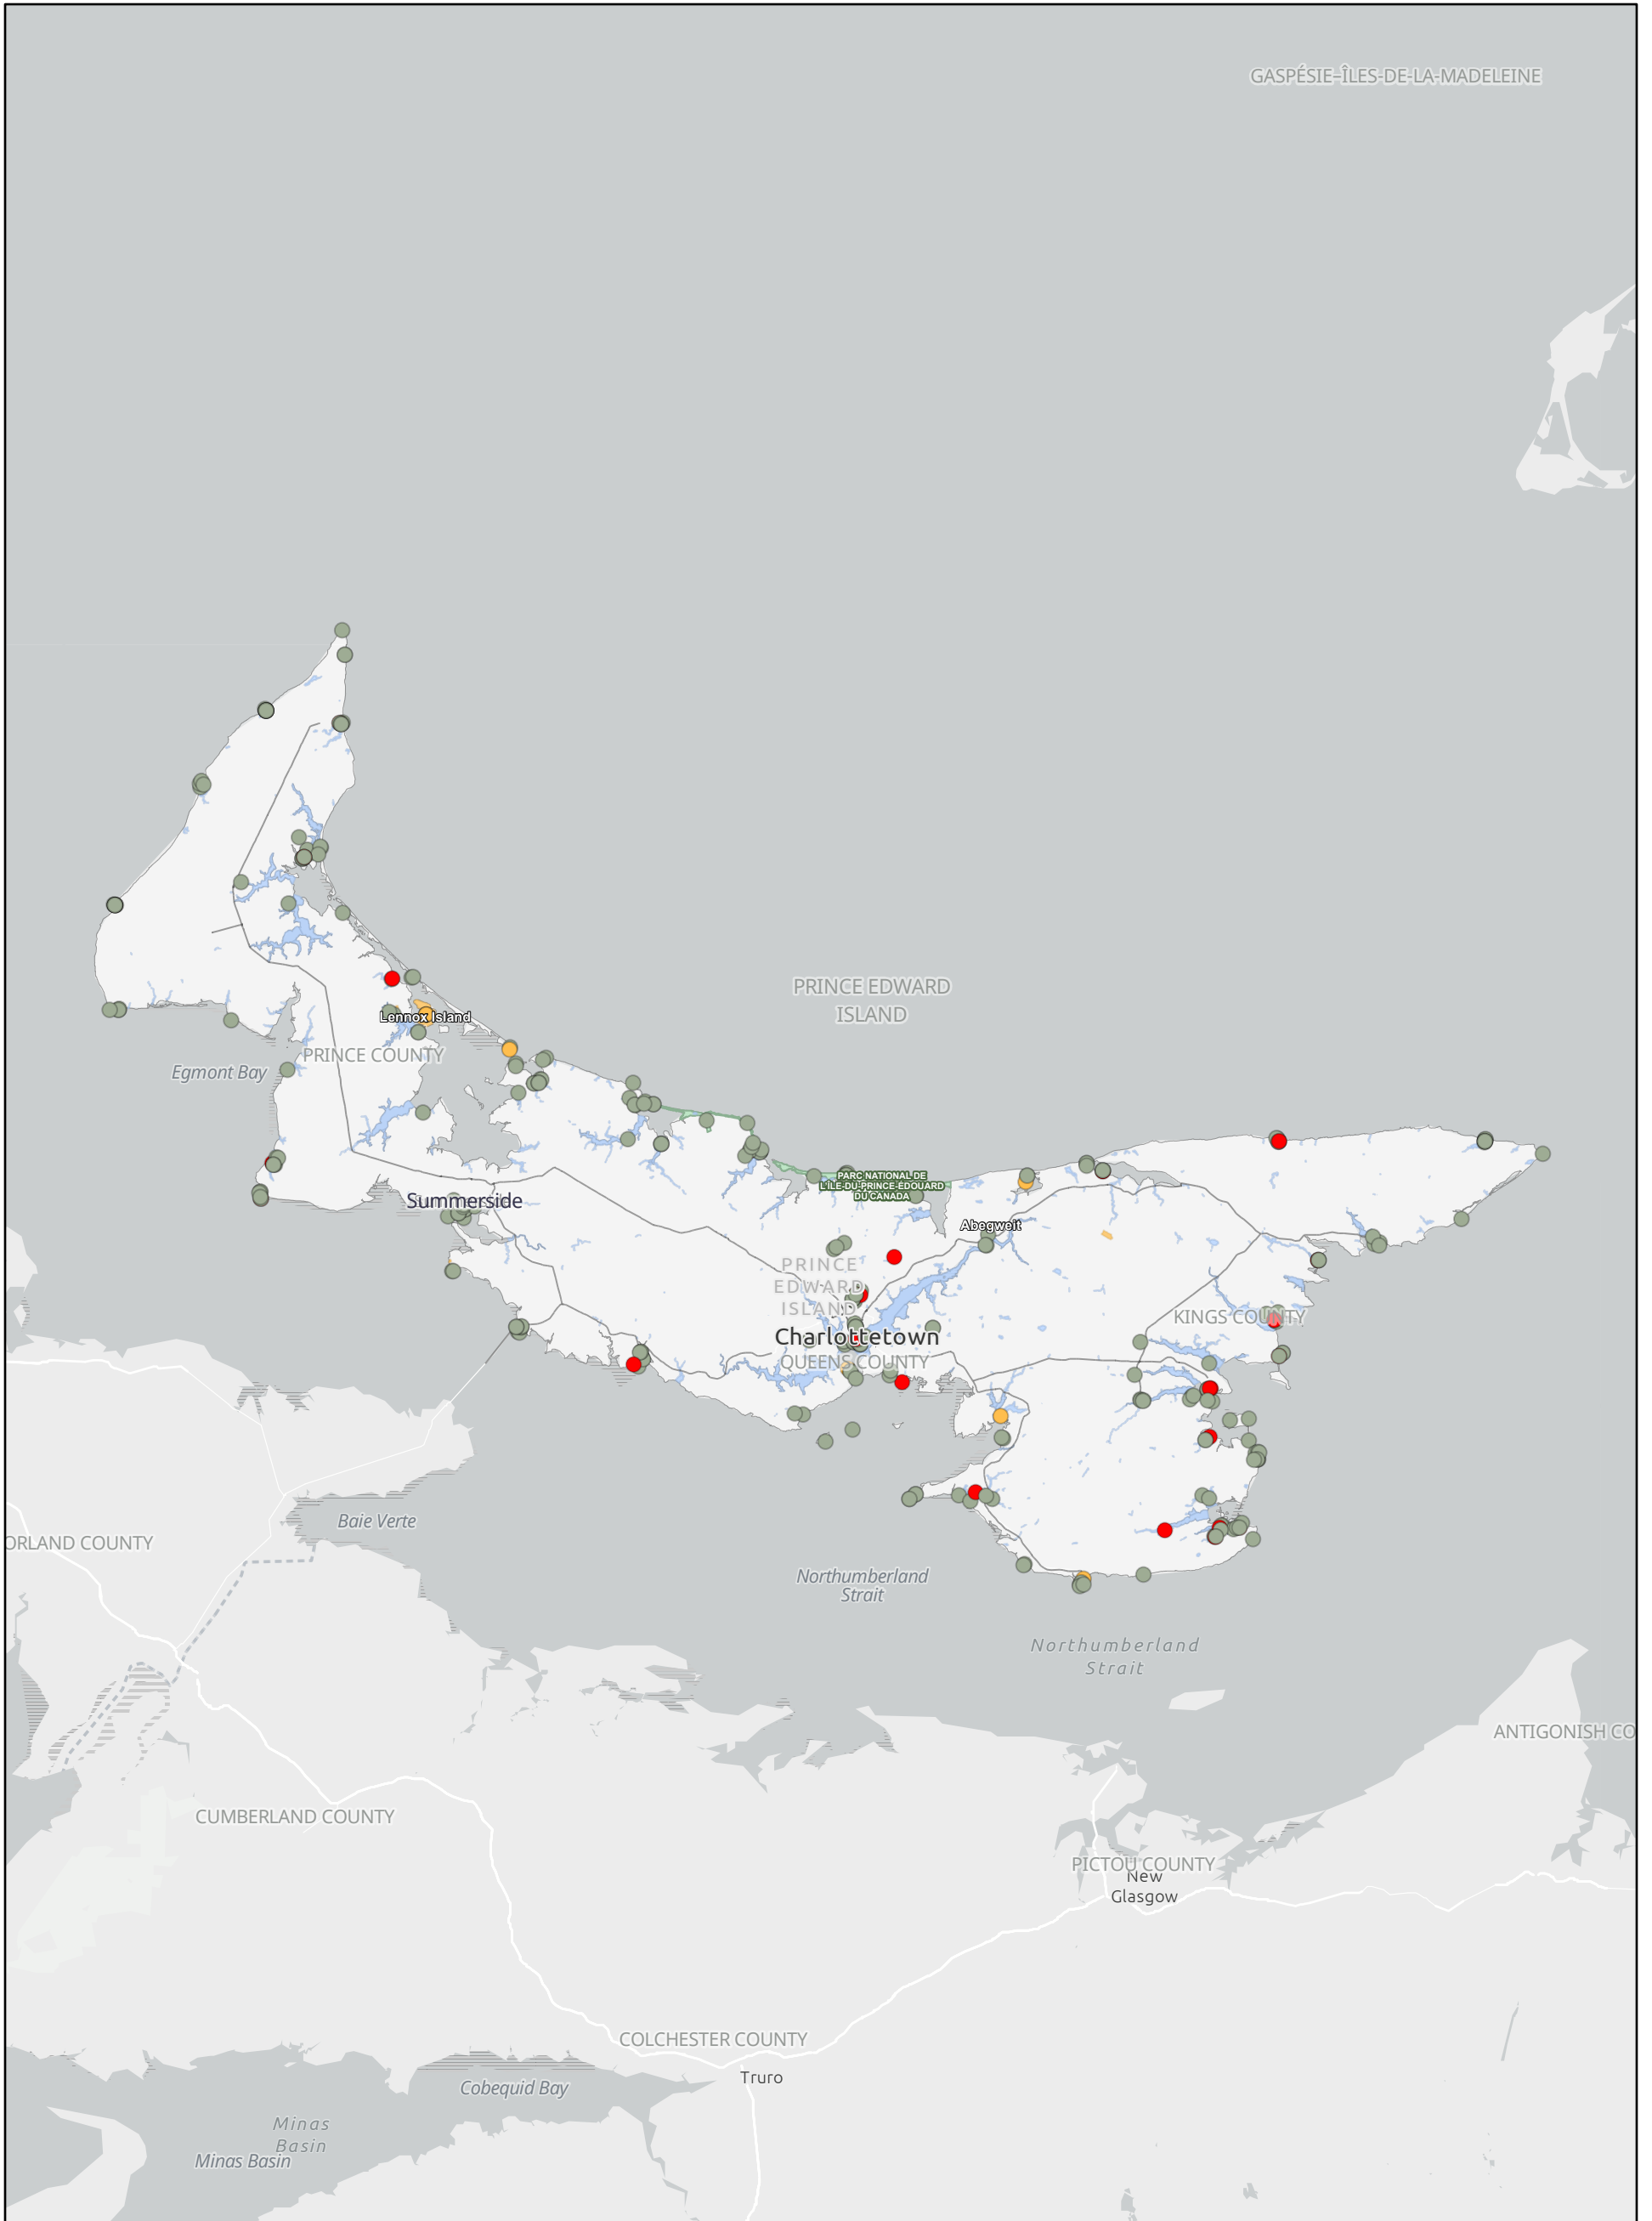 GASPÉSIE–ÎLES-DE-LA-MADELEINE
PRINCE EDWARD
ISLAND
Lennox Island
PRINCE COUNTY
Egmont Bay
PARC NATIONAL DE
L'ÎLE-DU-PRINCE-ÉDOUARD
DU CANADA
Summerside
Abegweit
PRINCE
EDWARD
ISLAND
KINGS COUNTY
Charlottetown
QUEENS COUNTY
Baie Verte
ORLAND COUNTY
Northumberland
Strait
Northumberland
Strait
ANTIGONISH CO
CUMBERLAND COUNTY
PICTOU COUNTY
New
Glasgow
COLCHESTER COUNTY
Truro
Cobequid Bay
Minas
Basin
Minas Basin